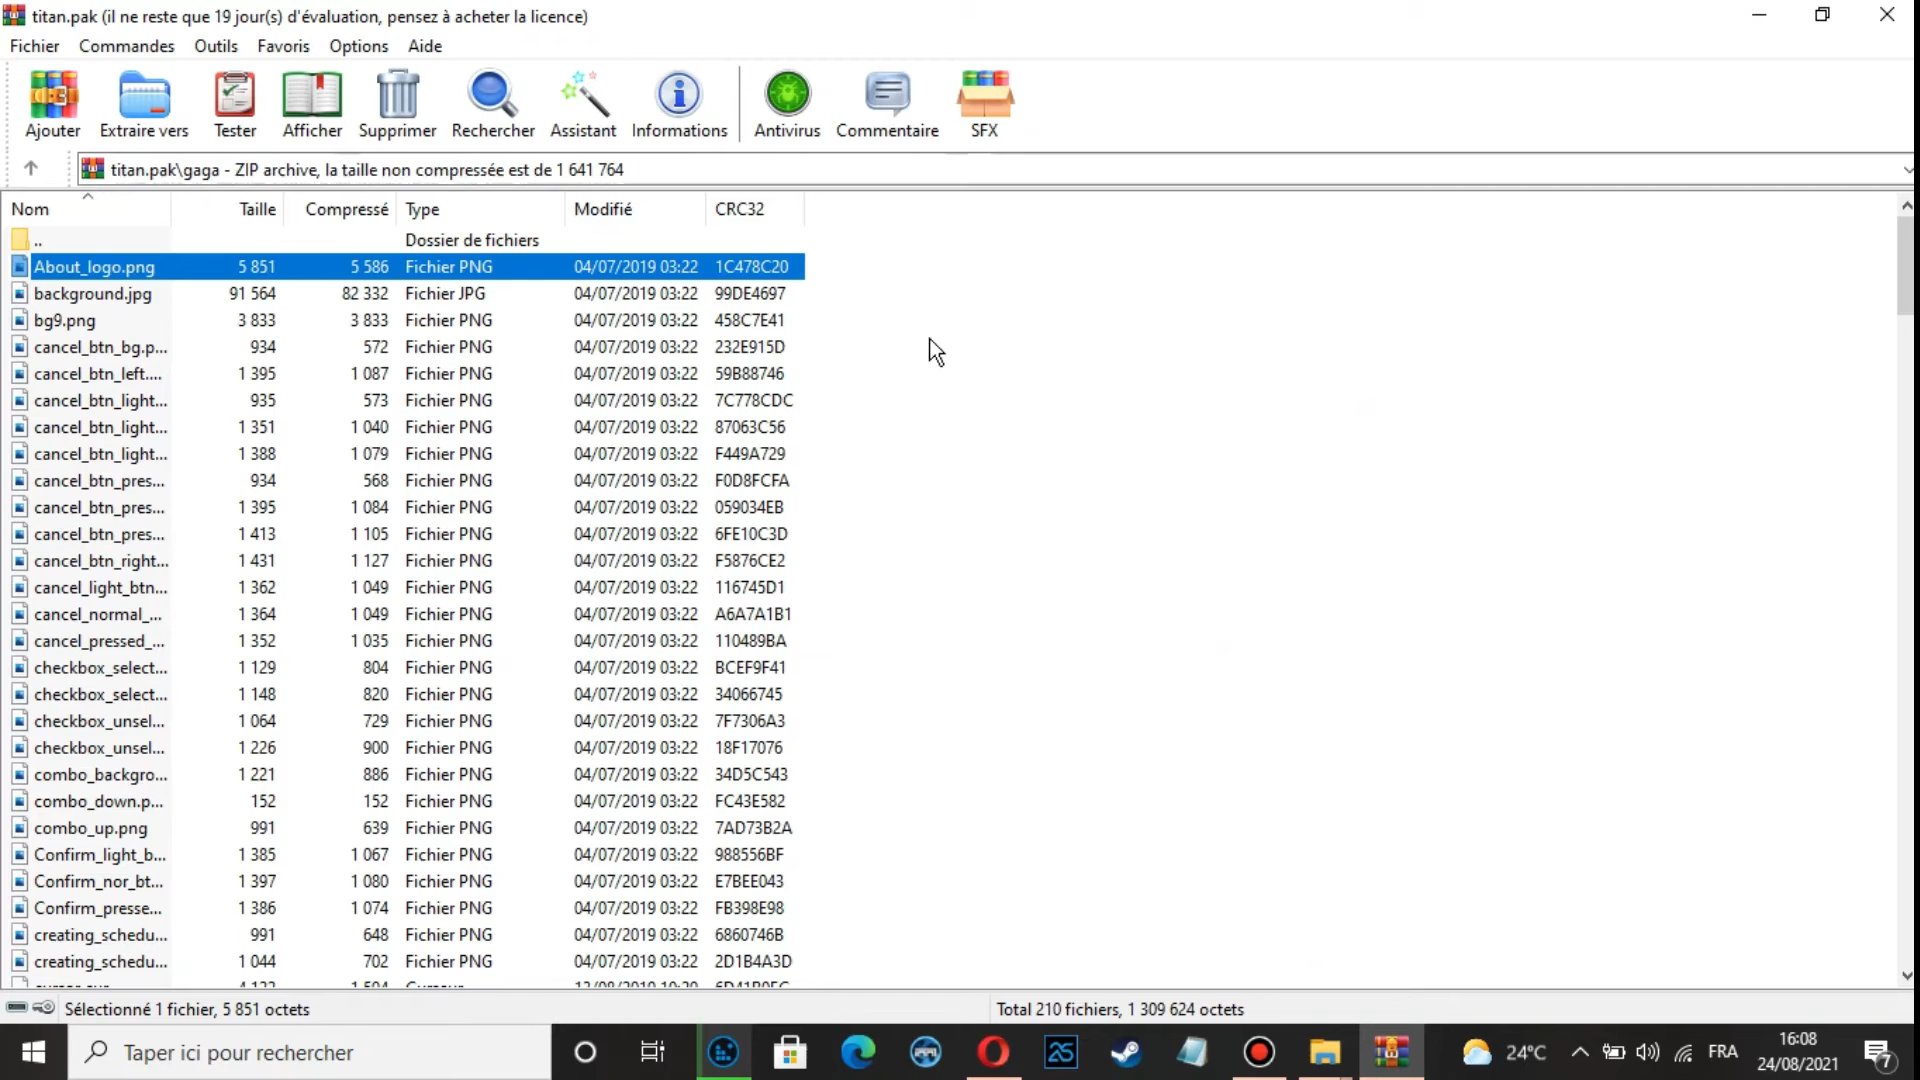 titan.pak (il ne reste que 19 jour(s) d'évaluation, pensez à acheter la licence)
Fichier Commandes Outils Favoris Options Aide
Ajouter Extraire vers Tester Afficher Supprimer Rechercher Assistant Informations Antivirus Commentaire SFX
titan.pak\gaga - ZIP archive, la taille non compressée est de 1 641 764
Nom Taille Compressé Type Modifié CRC32
.. Dossier de fichiers
About_logo.png 5 851 5 586 Fichier PNG 04/07/2019 03:22 1C478C20
background.jpg 91 564 82 332 Fichier JPG 04/07/2019 03:22 99DE4697
bg9.png 3 833 3 833 Fichier PNG 04/07/2019 03:22 458C7E41
cancel_btn_bg.p... 934 572 Fichier PNG 04/07/2019 03:22 232E915D
cancel_btn_left.... 1 395 1 087 Fichier PNG 04/07/2019 03:22 59B88746
cancel_btn_light... 935 573 Fichier PNG 04/07/2019 03:22 7C778CDC
cancel_btn_light... 1 351 1 040 Fichier PNG 04/07/2019 03:22 87063C56
cancel_btn_light... 1 388 1 079 Fichier PNG 04/07/2019 03:22 F449A729
cancel_btn_pres... 934 568 Fichier PNG 04/07/2019 03:22 F0D8FCFA
cancel_btn_pres... 1 395 1 084 Fichier PNG 04/07/2019 03:22 059034EB
cancel_btn_pres... 1 413 1 105 Fichier PNG 04/07/2019 03:22 6FE10C3D
cancel_btn_right... 1 431 1 127 Fichier PNG 04/07/2019 03:22 F5876CE2
cancel_light_btn... 1 362 1 049 Fichier PNG 04/07/2019 03:22 116745D1
cancel_normal_... 1 364 1 049 Fichier PNG 04/07/2019 03:22 A6A7A1B1
cancel_pressed_... 1 352 1 035 Fichier PNG 04/07/2019 03:22 110489BA
checkbox_select... 1 129 804 Fichier PNG 04/07/2019 03:22 BCEF9F41
checkbox_select... 1 148 820 Fichier PNG 04/07/2019 03:22 34066745
checkbox_unsel... 1 064 729 Fichier PNG 04/07/2019 03:22 7F7306A3
checkbox_unsel... 1 226 900 Fichier PNG 04/07/2019 03:22 18F17076
combo_backgro... 1 221 886 Fichier PNG 04/07/2019 03:22 34D5C543
combo_down.p... 152 152 Fichier PNG 04/07/2019 03:22 FC43E582
combo_up.png 991 639 Fichier PNG 04/07/2019 03:22 7AD73B2A
Confirm_light_b... 1 385 1 067 Fichier PNG 04/07/2019 03:22 988556BF
Confirm_nor_bt... 1 397 1 080 Fichier PNG 04/07/2019 03:22 E7BEE043
Confirm_presse... 1 386 1 074 Fichier PNG 04/07/2019 03:22 FB398E98
creating_schedu... 991 648 Fichier PNG 04/07/2019 03:22 6860746B
creating_schedu... 1 044 702 Fichier PNG 04/07/2019 03:22 2D1B4A3D
Sélectionné 1 fichier, 5 851 octets Total 210 fichiers, 1 309 624 octets
Taper ici pour rechercher 24°C FRA 16:08
24/08/2021 7